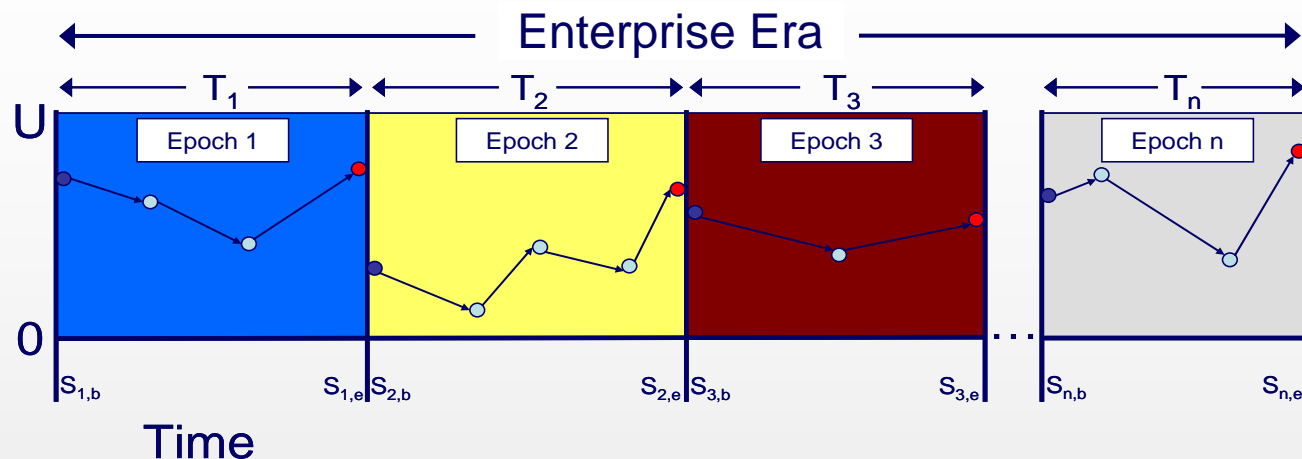 Enterprise Era
T1 T2 T3 Tn
U Epoch 1 Epoch 2 Epoch 3 Epoch n
0 ...
S1,b S1,e S2,b S2,e S3,b S3,e Sn,b Sn,e
Time